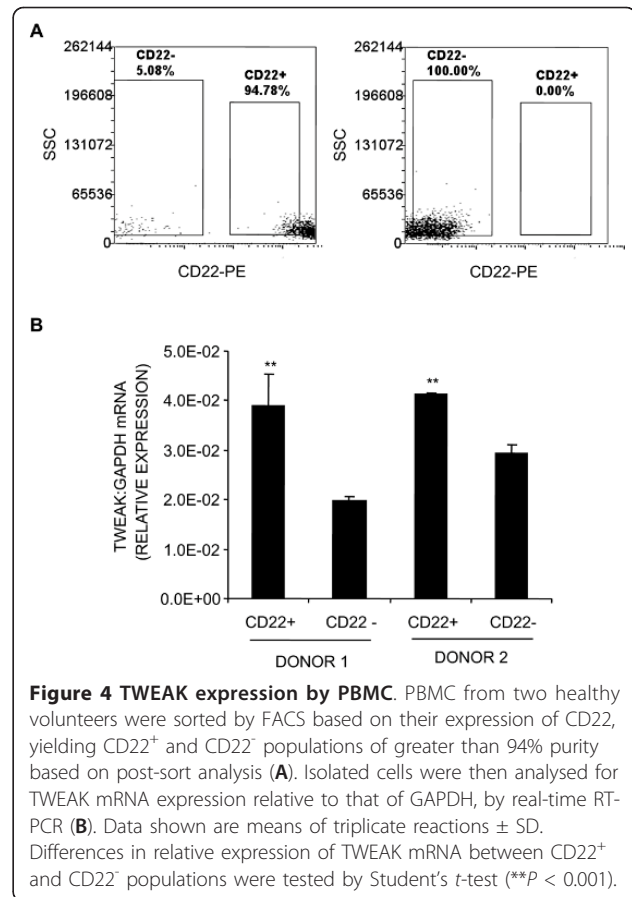 A
262144
196608
131072
65536
0
SSC
CD22-
5.08%
CD22+
94.78%
CD22-PE
262144
196608
131072
65536
0
SSC
CD22-
100.00%
CD22+
0.00%
CD22-PE
B
TWEAK:GAPDH mRNA
(RELATIVE EXPRESSION)
5.0E-02
4.0E-02
3.0E-02
2.0E-02
1.0E-02
0.0E+00
**
**
CD22+ CD22 - CD22+ CD22-
DONOR 1 DONOR 2
Figure 4 TWEAK expression by PBMC. PBMC from two healthy
volunteers were sorted by FACS based on their expression of CD22,
yielding CD22⁺ and CD22⁻ populations of greater than 94% purity
based on post-sort analysis (A). Isolated cells were then analysed for
TWEAK mRNA expression relative to that of GAPDH, by real-time RT-
PCR (B). Data shown are means of triplicate reactions ± SD.
Differences in relative expression of TWEAK mRNA between CD22⁺
and CD22⁻ populations were tested by Student's t-test (**P < 0.001).